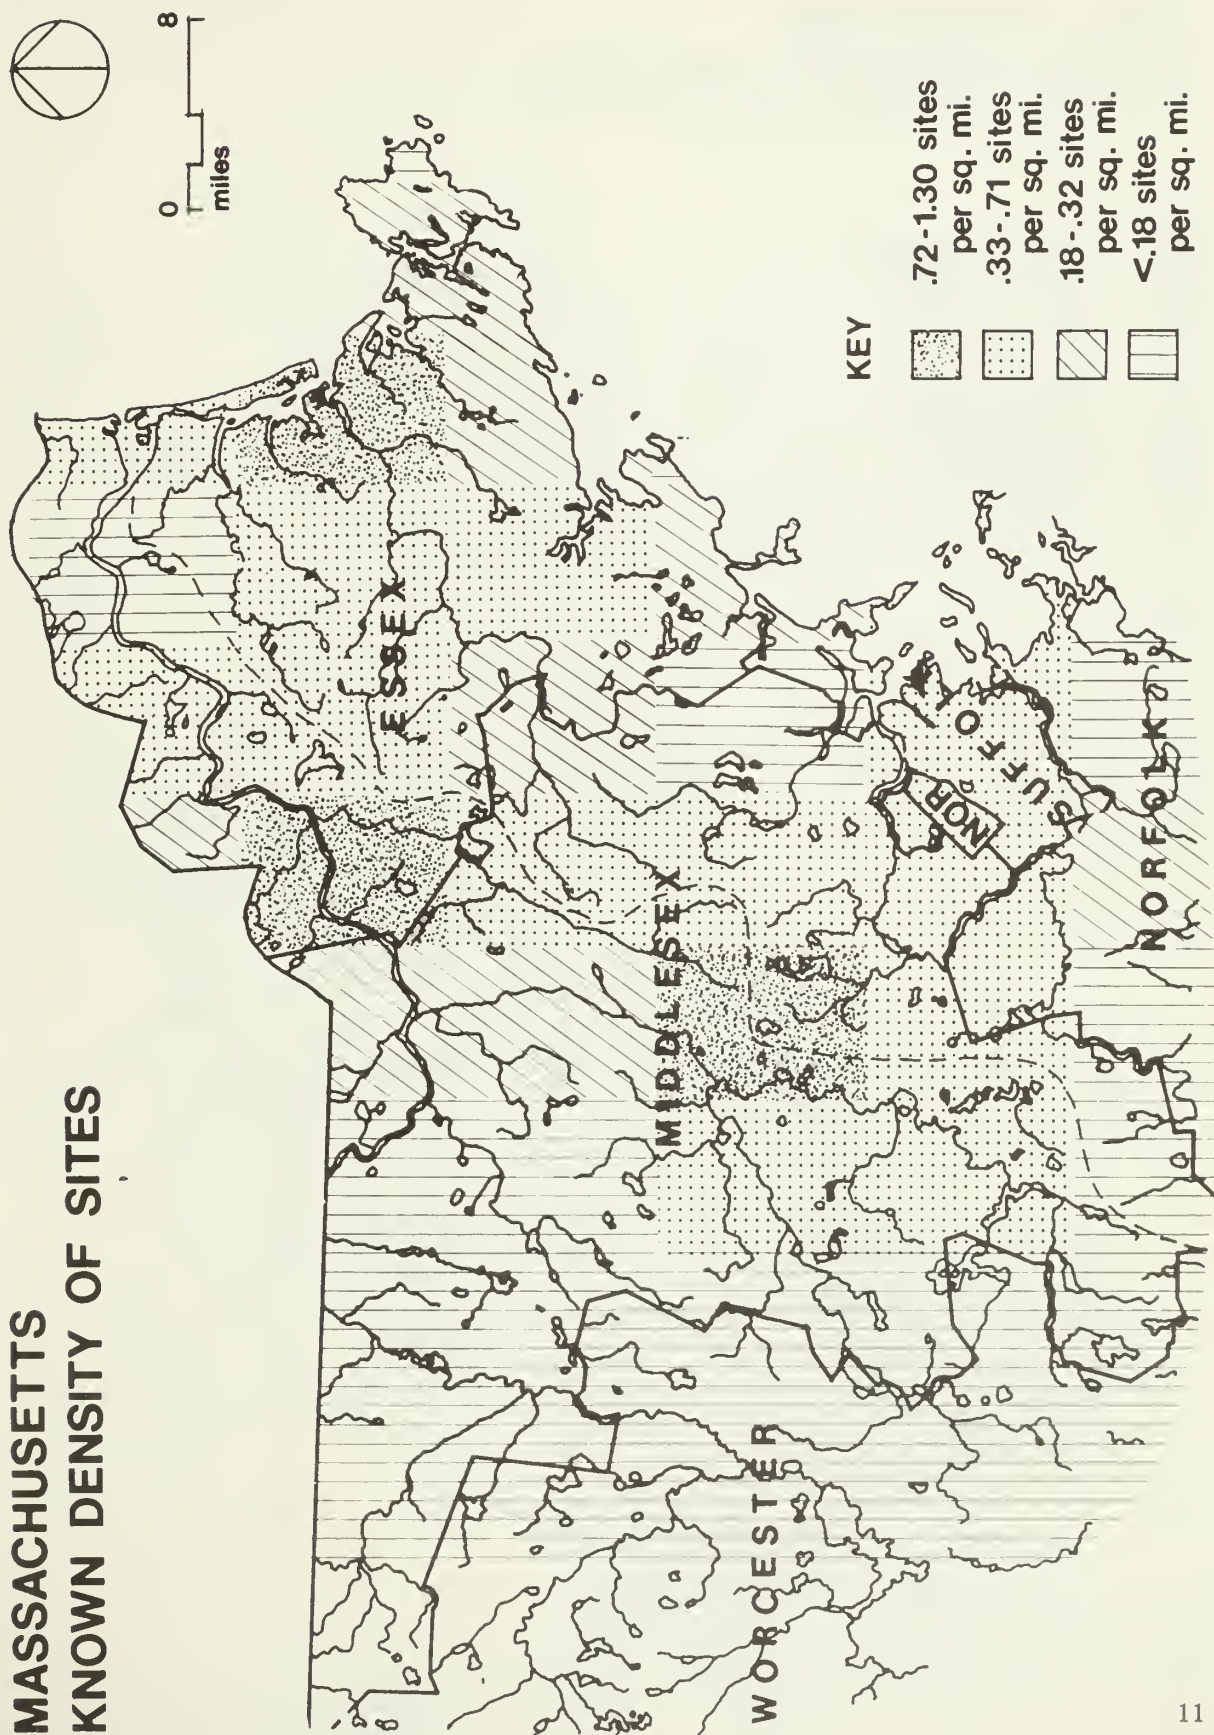 MASSACHUSETTS
KNOWN DENSITY OF SITES
0 8
miles
ESSEX
MIDDLESEX
SUFFOLK
NOR
NORFOLK
WORCESTER
KEY
.72-1.30 sites
per sq. mi.
.33-.71 sites
per sq. mi.
.18-.32 sites
per sq. mi.
<.18 sites
per sq. mi.
11